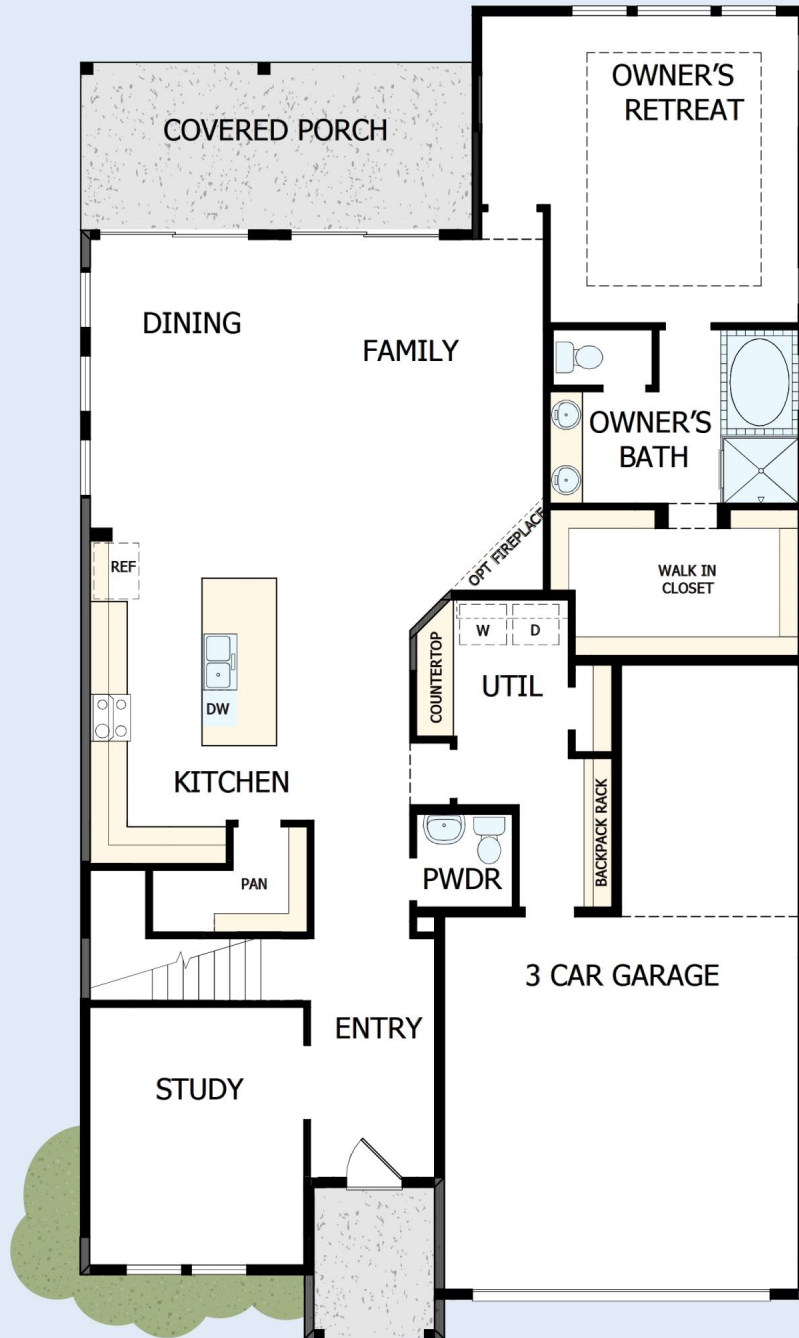 OWNER'S
RETREAT
COVERED PORCH
DINING
FAMILY
OWNER'S
BATH
OPT FIREPLACE
REF
WALK IN
CLOSET
W
D
COUNTERTOP
UTIL
DW
KITCHEN
BACKPACK RACK
PAN
PWDR
3 CAR GARAGE
ENTRY
STUDY